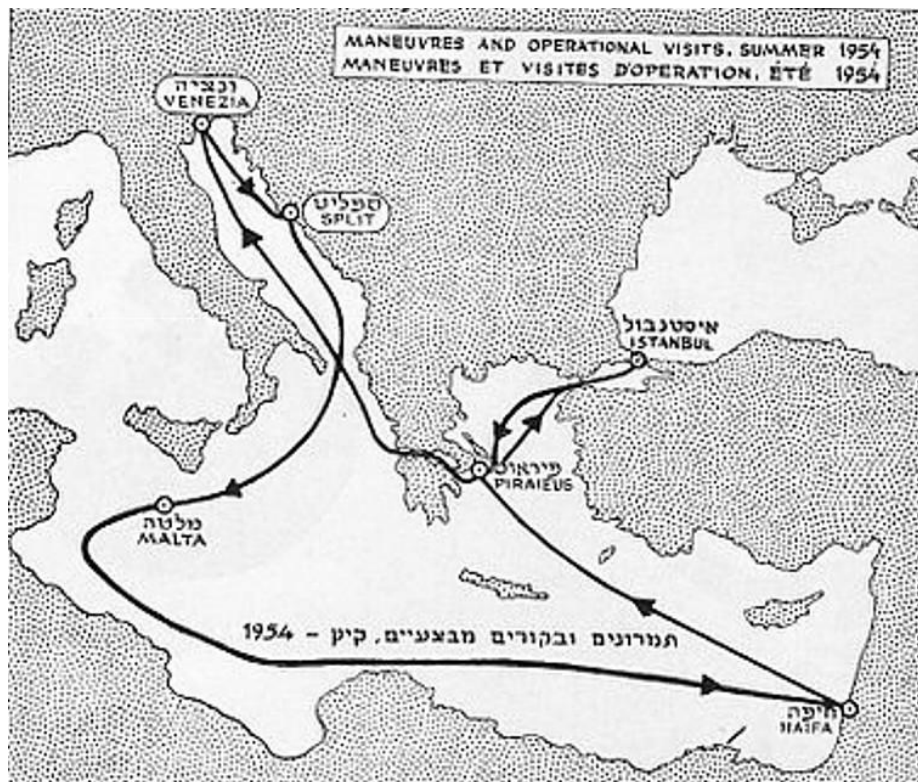 MANEUVRES AND OPERATIONAL VISITS, SUMMER 1954
MANEUVRES ET VISITES D'OPERATION, ÉTÉ 1954
ונציה
VENEZIA
ספליט
SPLIT
איסטנבול
ISTANBUL
פיראוס
PIRAIEUS
מלטה
MALTA
תמרונים ובקורים מבצעיים, קיץ – 1954
חיפה
HAIFA